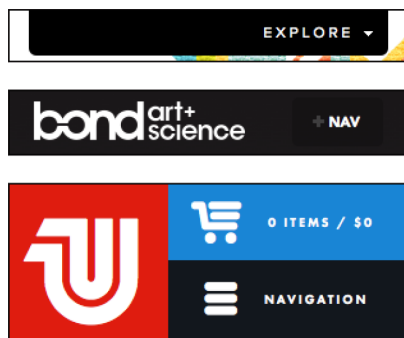 EXPLORE
bond art+
science
+ NAV
0 ITEMS / $0
NAVIGATION